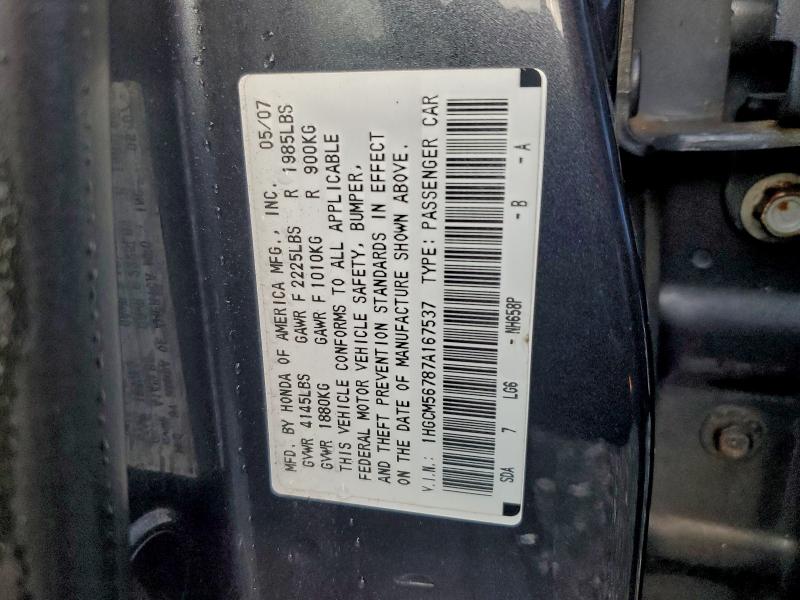 MFD. BY HONDA OF AMERICA MFG., INC. 05/07
GVWR 4145LBS GAWR F 2225LBS R 1985LBS
GVWR 1880KG GAWR F 1010KG R 900KG
THIS VEHICLE CONFORMS TO ALL APPLICABLE
FEDERAL MOTOR VEHICLE SAFETY, BUMPER,
AND THEFT PREVENTION STANDARDS IN EFFECT
ON THE DATE OF MANUFACTURE SHOWN ABOVE.
V.I.N.: 1HGCM56787A167537 TYPE: PASSENGER CAR
SDA 7 LG6 - NH658P - B - A